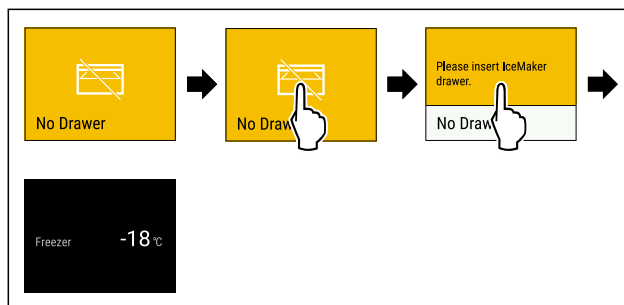 No Drawer
No Draw
Please insert IceMaker
drawer.
No Draw
Freezer -18 °C